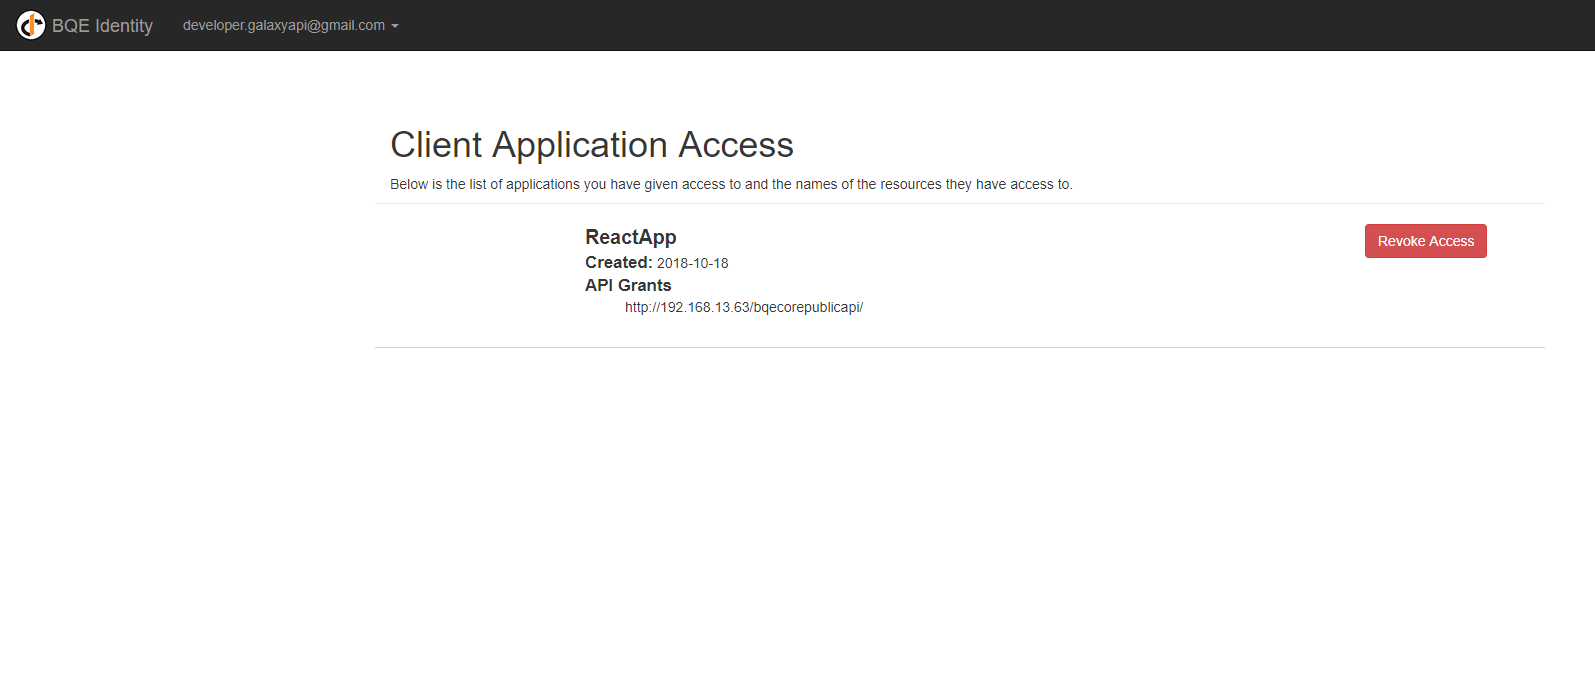 BQE Identity developer.galaxyapi@gmail.com
Client Application Access
Below is the list of applications you have given access to and the names of the resources they have access to.
ReactApp
Revoke Access
Created: 2018-10-18
API Grants
http://192.168.13.63/bqecorepublicapi/